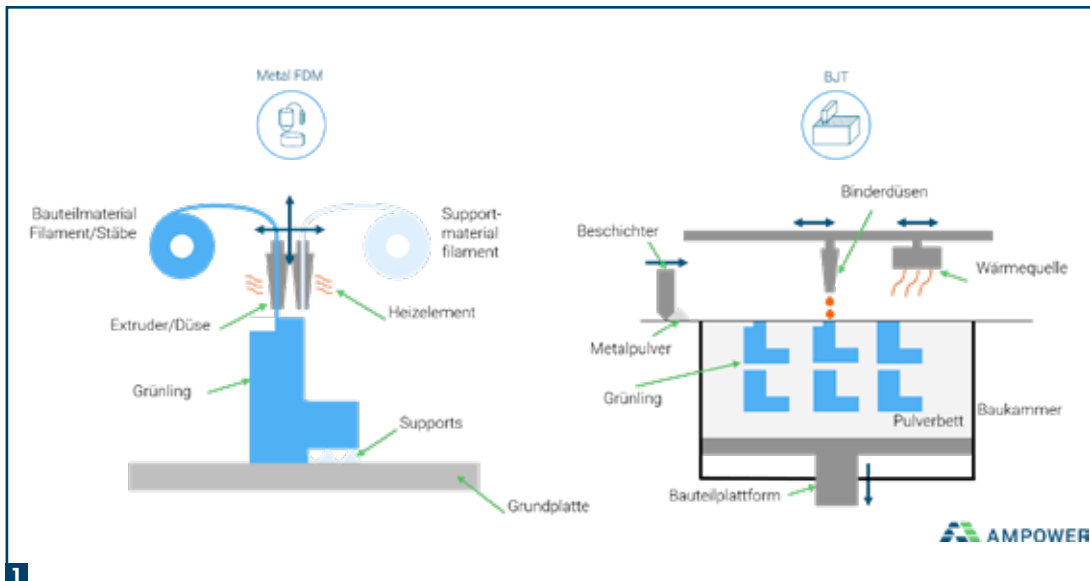 Metal FDM
Bauteilmaterial
Filament/Stäbe
Support-
material
filament
Extruder/Düse
Heizelement
Grünling
Supports
Grundplatte
BJT
Binderdüsen
Beschichter
Wärmequelle
Metalpulver
Grünling
Baukammer
Pulverbett
Bauteilplattform
AMPOWER
1